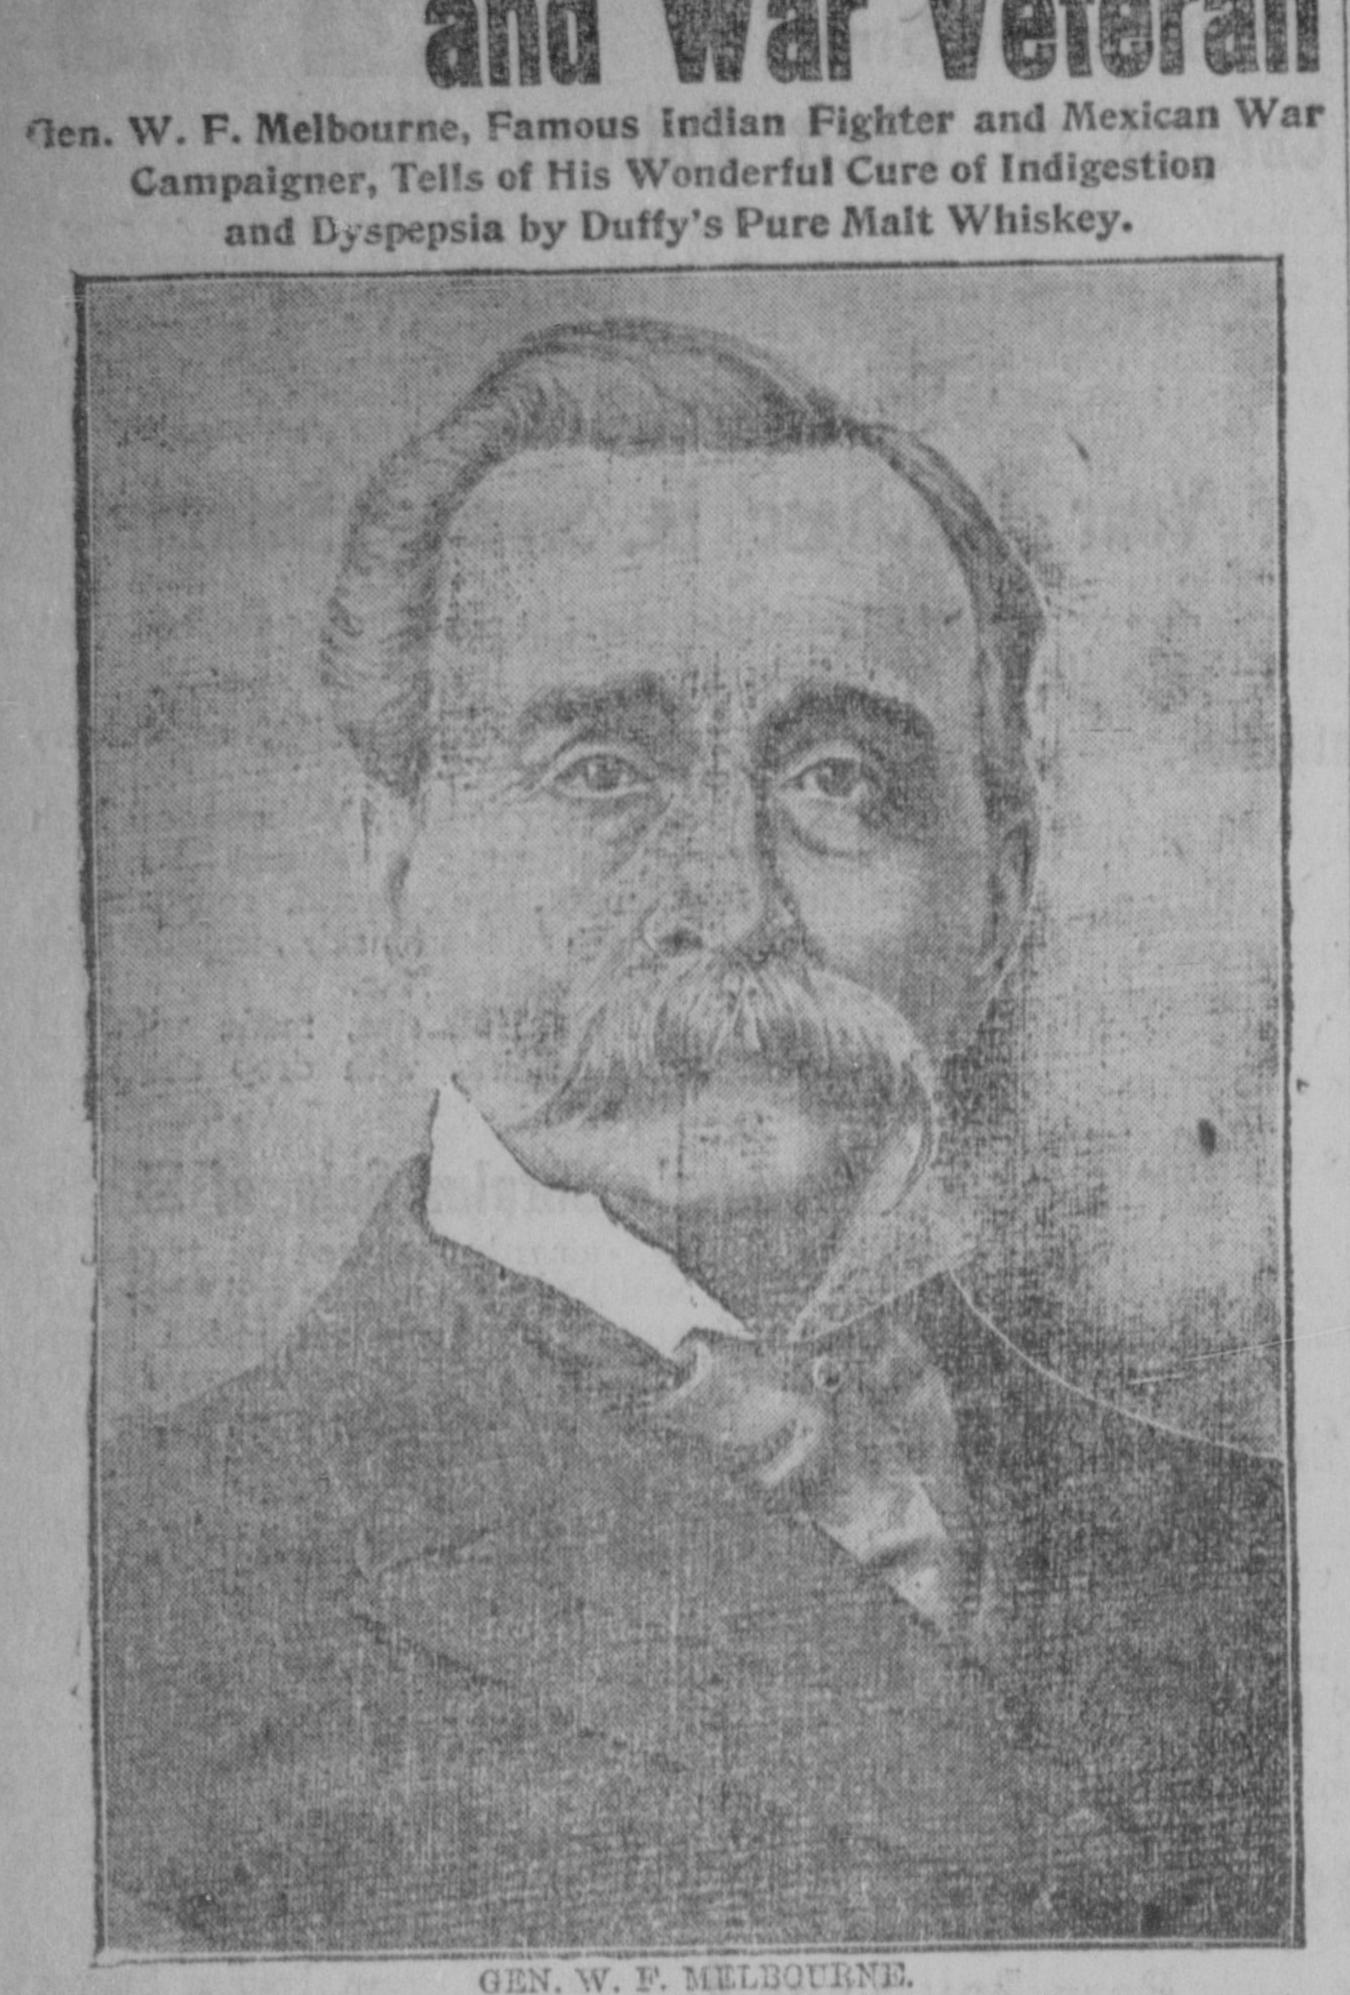 and War Veteran
Gen. W. F. Melbourne, Famous Indian Fighter and Mexican War
Campaigner, Tells of His Wonderful Cure of Indigestion
and Dyspepsia by Duffy's Pure Malt Whiskey.
GEN. W. F. MELBOURNE.